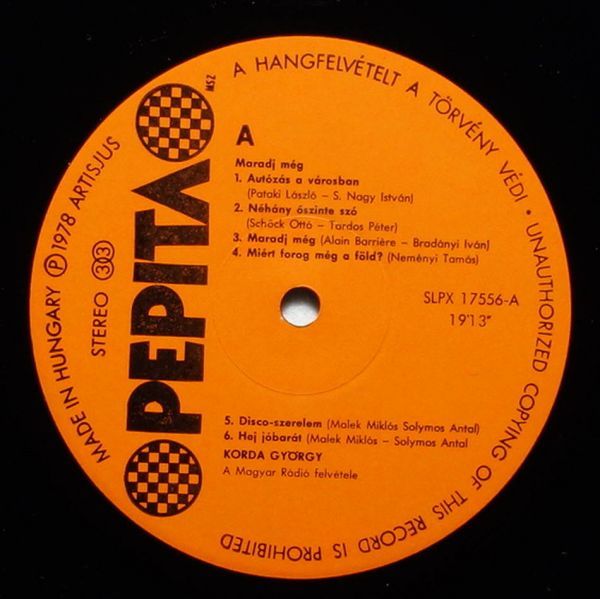 A HANGFELVÉTELT A TÖRVÉNY VÉDI • UNAUTHORIZED COPYING OF THIS RECORD IS PROHIBITED
MADE IN HUNGARY Ⓟ 1978 ARTISJUS
STEREO 303
PEPITA
MSZ
A
Maradj még
1. Autózás a városban
(Pataki László – S. Nagy István)
2. Néhány őszinte szó
(Schöck Ottó – Tardos Péter)
3. Maradj még (Alain Barrière – Bradányi Iván)
4. Miért forog még a föld? (Neményi Tamás)
SLPX 17556-A
19'13"
5. Disco-szerelem (Malek Miklós Solymos Antal)
6. Hej jóbarát (Malek Miklós – Solymos Antal
KORDA GYÖRGY
A Magyar Rádió felvétele